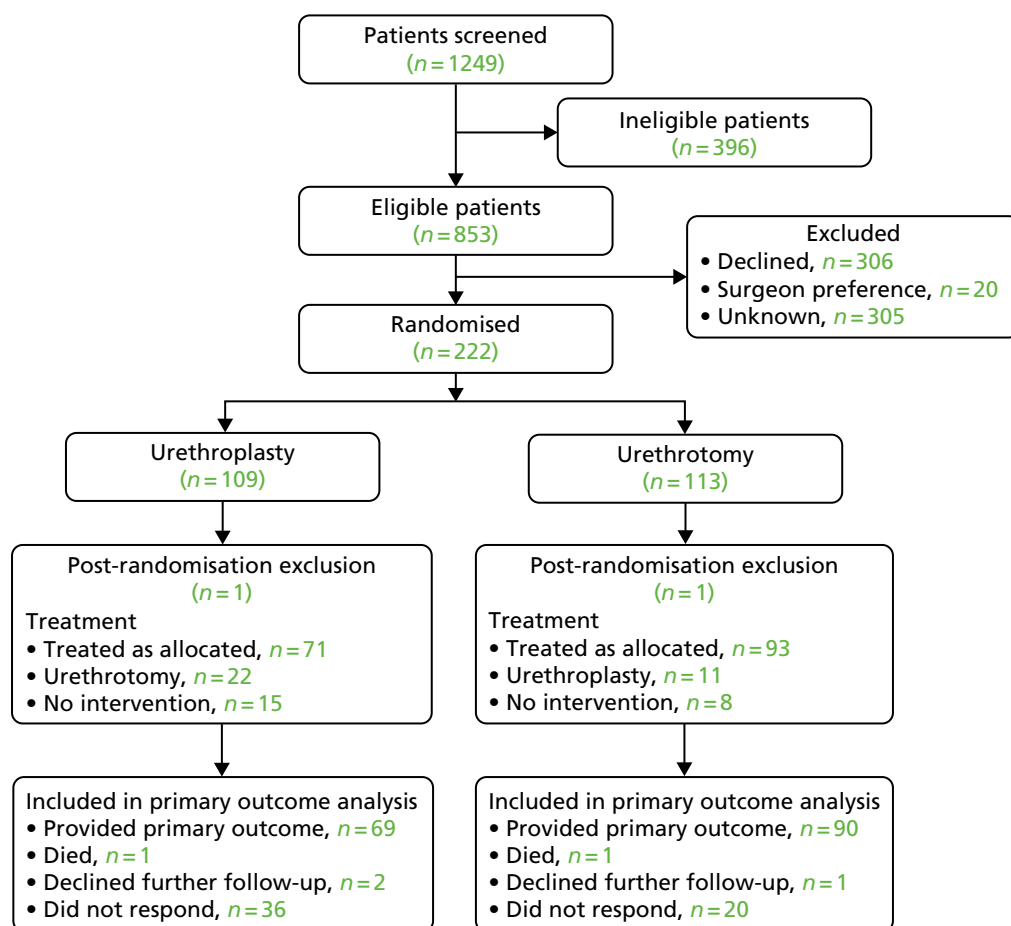 Patients screened
(n=1249)
Ineligible patients
(n=396)
Eligible patients
(n=853)
Excluded
• Declined, n=306
• Surgeon preference, n=20
• Unknown, n=305
Randomised
(n=222)
Urethroplasty
(n=109)
Urethrotomy
(n=113)
Post-randomisation exclusion
(n=1)
Treatment
• Treated as allocated, n=71
• Urethrotomy, n=22
• No intervention, n=15
Post-randomisation exclusion
(n=1)
Treatment
• Treated as allocated, n=93
• Urethroplasty, n=11
• No intervention, n=8
Included in primary outcome analysis
• Provided primary outcome, n=69
• Died, n=1
• Declined further follow-up, n=2
• Did not respond, n=36
Included in primary outcome analysis
• Provided primary outcome, n=90
• Died, n=1
• Declined further follow-up, n=1
• Did not respond, n=20